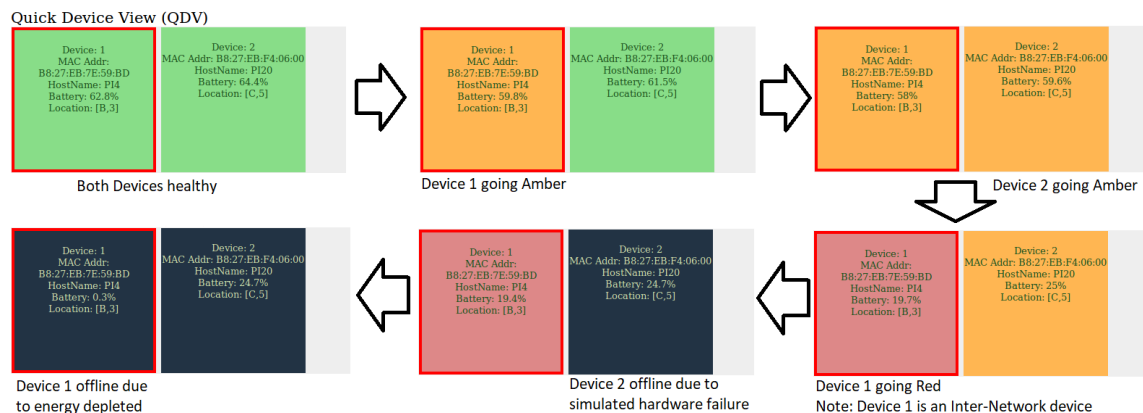 Quick Device View (QDV)
Device: 1
MAC Addr:
B8:27:EB:7E:59:BD
HostName: PI4
Battery: 62.8%
Location: [B,3]
Device: 2
MAC Addr: B8:27:EB:F4:06:00
HostName: PI20
Battery: 64.4%
Location: [C,5]
Both Devices healthy
Device: 1
MAC Addr:
B8:27:EB:7E:59:BD
HostName: PI4
Battery: 59.8%
Location: [B,3]
Device: 2
MAC Addr: B8:27:EB:F4:06:00
HostName: PI20
Battery: 61.5%
Location: [C,5]
Device 1 going Amber
Device: 1
MAC Addr:
B8:27:EB:7E:59:BD
HostName: PI4
Battery: 58%
Location: [B,3]
Device: 2
MAC Addr: B8:27:EB:F4:06:00
HostName: PI20
Battery: 59.6%
Location: [C,5]
Device 2 going Amber
Device: 1
MAC Addr:
B8:27:EB:7E:59:BD
HostName: PI4
Battery: 19.7%
Location: [B,3]
Device: 2
MAC Addr: B8:27:EB:F4:06:00
HostName: PI20
Battery: 25%
Location: [C,5]
Device 1 going Red
Note: Device 1 is an Inter-Network device
Device: 1
MAC Addr:
B8:27:EB:7E:59:BD
HostName: PI4
Battery: 19.4%
Location: [B,3]
Device: 2
MAC Addr: B8:27:EB:F4:06:00
HostName: PI20
Battery: 24.7%
Location: [C,5]
Device 2 offline due to
simulated hardware failure
Device: 1
MAC Addr:
B8:27:EB:7E:59:BD
HostName: PI4
Battery: 0.3%
Location: [B,3]
Device: 2
MAC Addr: B8:27:EB:F4:06:00
HostName: PI20
Battery: 24.7%
Location: [C,5]
Device 1 offline due
to energy depleted